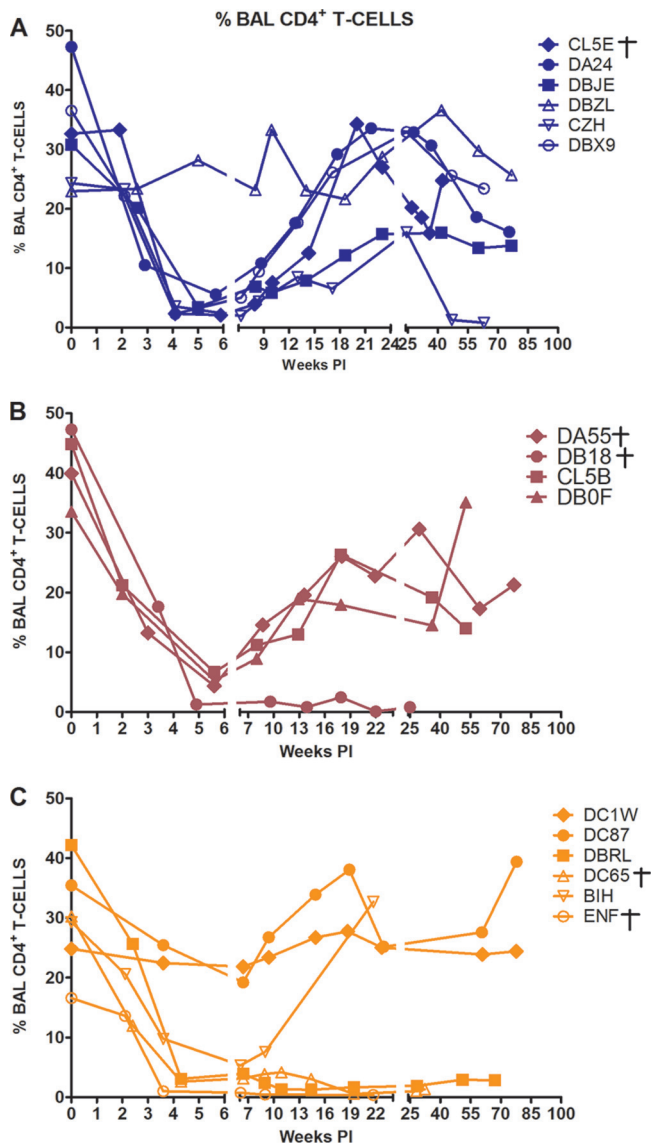 % BAL CD4⁺ T-CELLS
A
% BAL CD4⁺ T-CELLS
50
40
30
20
10
0
0 1 2 3 4 5 6 9 12 15 18 21 24 25 40 55 70 85 100
Weeks PI
CL5E †
DA24
DBJE
DBZL
CZH
DBX9
B
% BAL CD4⁺ T-CELLS
50
40
30
20
10
0
0 1 2 3 4 5 6 7 10 13 16 19 22 25 39 53 67 81 100
Weeks PI
DA55 †
DB18 †
CL5B
DB0F
C
% BAL CD4⁺ T-CELLS
50
40
30
20
10
0
0 1 2 3 4 5 6 7 10 13 16 19 22 25 40 55 70 85 100
Weeks PI
DC1W
DC87
DBRL
DC65 †
BIH
ENF †